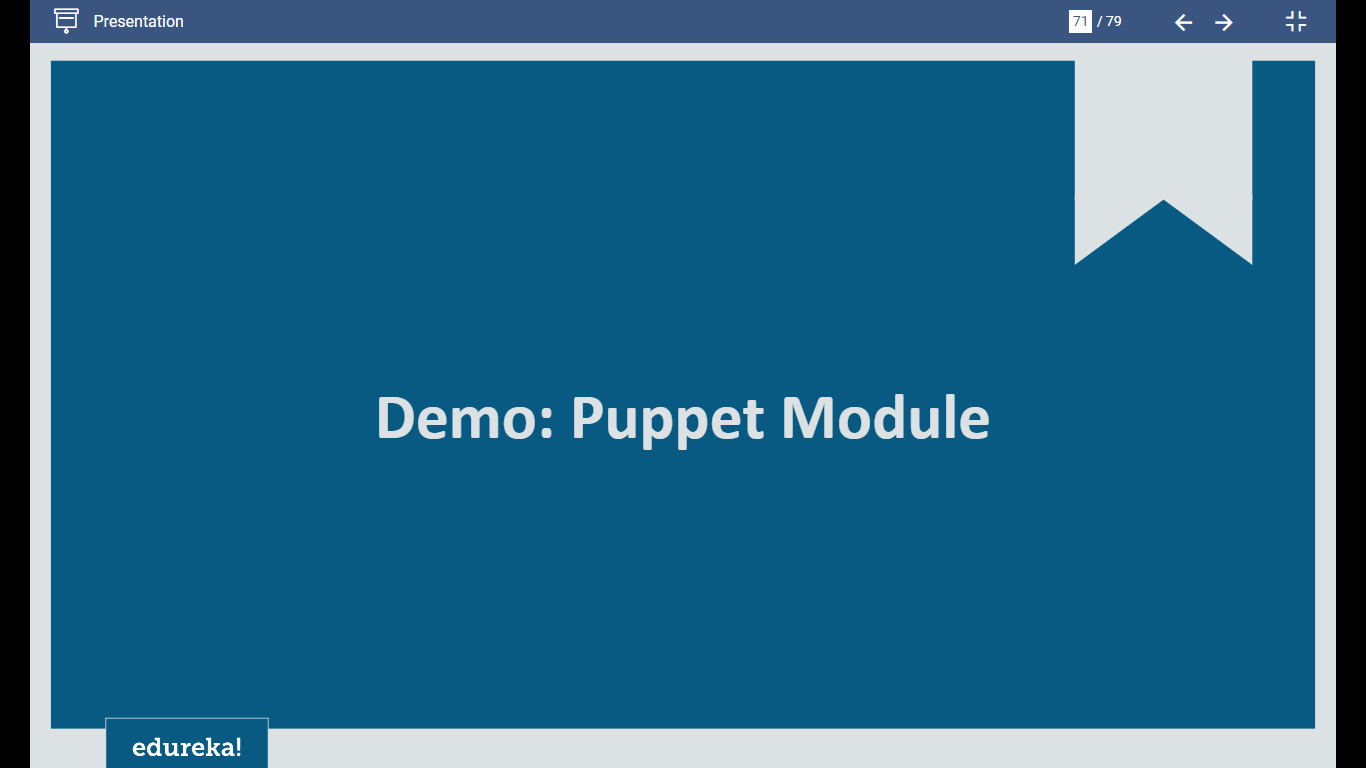 Presentation
71 / 79
Demo: Puppet Module
edureka!